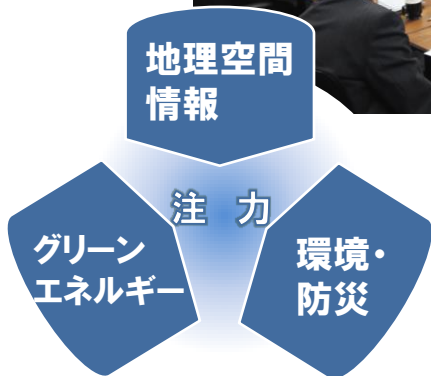 地理空間
情報
注 力
グリーン
エネルギー
環境・
防災